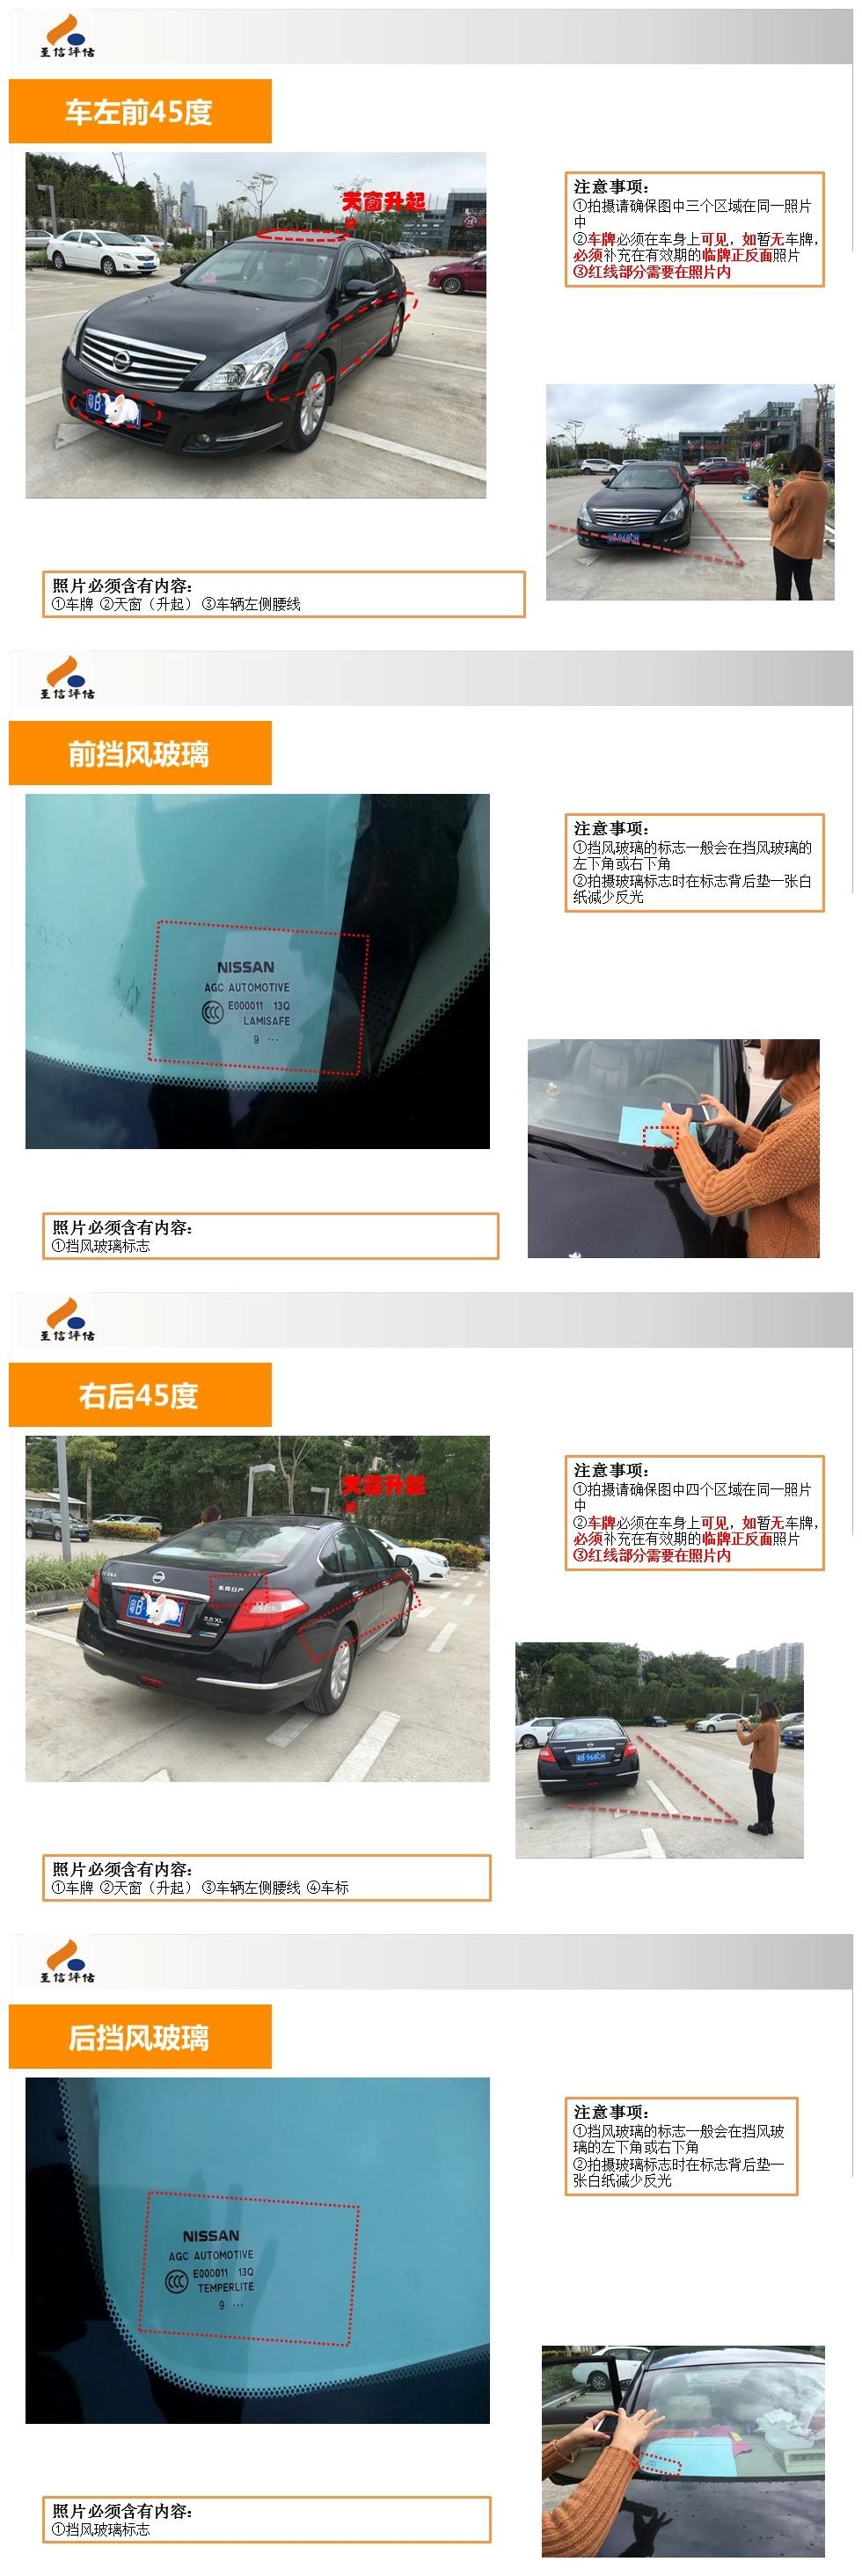 至信評估
车左前45度
天窗升起
注意事项：
①拍摄请确保图中三个区域在同一照片
中
②车牌必须在车身上可见，如暂无车牌，
必须补充在有效期的临牌正反面照片
③红线部分需要在照片内
粤B
照片必须含有内容：
①车牌 ②天窗（升起） ③车辆左侧腰线
至信評估
前挡风玻璃
注意事项：
①挡风玻璃的标志一般会在挡风玻璃的
左下角或右下角
②拍摄玻璃标志时在标志背后垫一张白
纸减少反光
NISSAN
AGC AUTOMOTIVE
CCC E000011 13Q
LAMISAFE
9 ···
照片必须含有内容：
①挡风玻璃标志
至信評估
右后45度
天窗升起
注意事项：
①拍摄请确保图中四个区域在同一照片
中
②车牌必须在车身上可见，如暂无车牌，
必须补充在有效期的临牌正反面照片
③红线部分需要在照片内
TEANA
东风日产
粤B
XL
照片必须含有内容：
①车牌 ②天窗（升起） ③车辆左侧腰线 ④车标
至信評估
后挡风玻璃
注意事项：
①挡风玻璃的标志一般会在挡风玻
璃的左下角或右下角
②拍摄玻璃标志时在标志背后垫一
张白纸减少反光
NISSAN
AGC AUTOMOTIVE
CCC E000011 13Q
TEMPERLITE
9 ···
照片必须含有内容：
①挡风玻璃标志